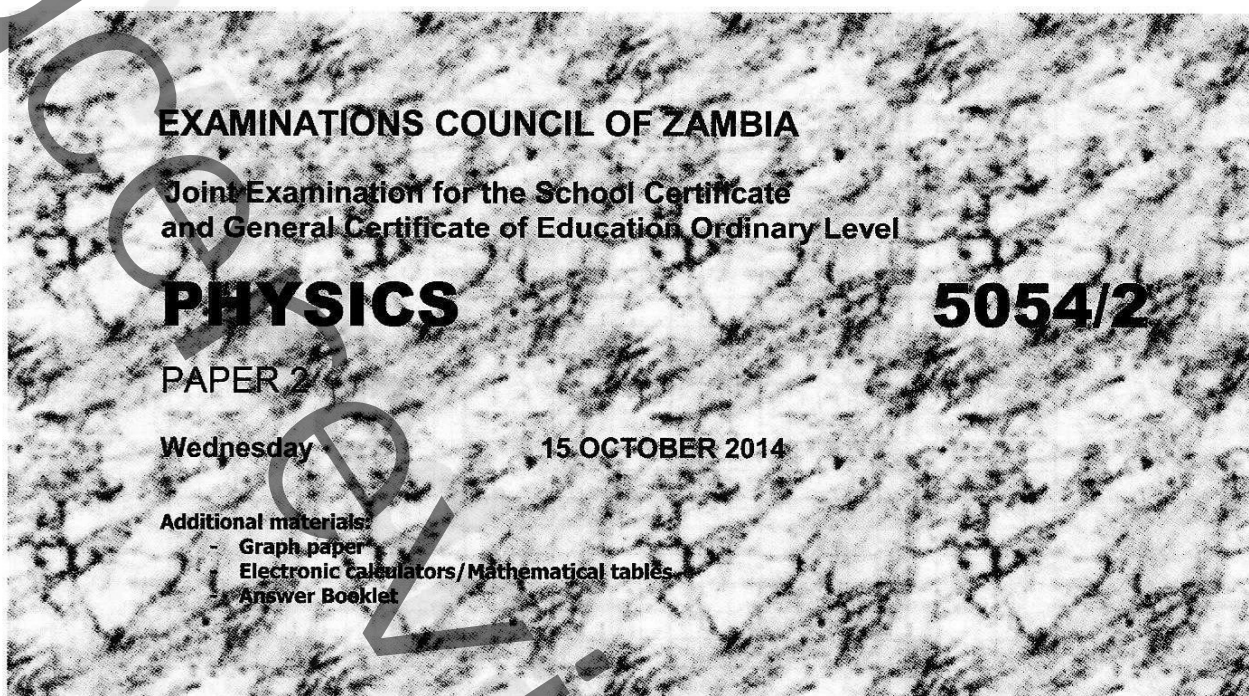 EXAMINATIONS COUNCIL OF ZAMBIA
Joint Examination for the School Certificate
and General Certificate of Education Ordinary Level
PHYSICS 5054/2
PAPER 2
Wednesday 15 OCTOBER 2014
Additional materials:
- Graph paper
- Electronic calculators/Mathematical tables
- Answer Booklet